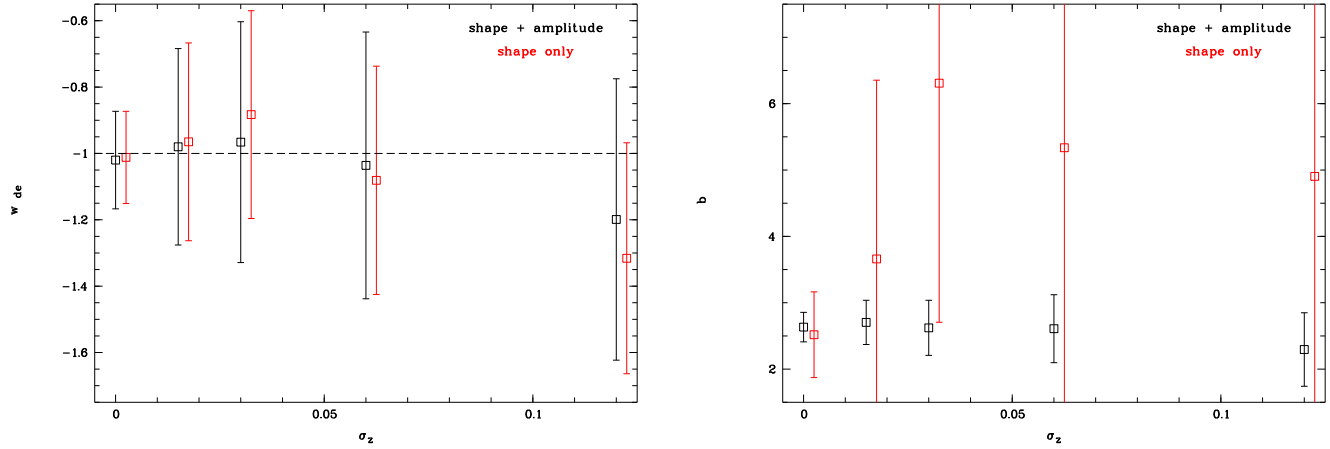 shape + amplitude
shape only
-0.6
-0.8
-1
-1.2
-1.4
-1.6
w de
0
0.05
0.1
σz
shape + amplitude
shape only
6
4
2
b
0
0.05
0.1
σz